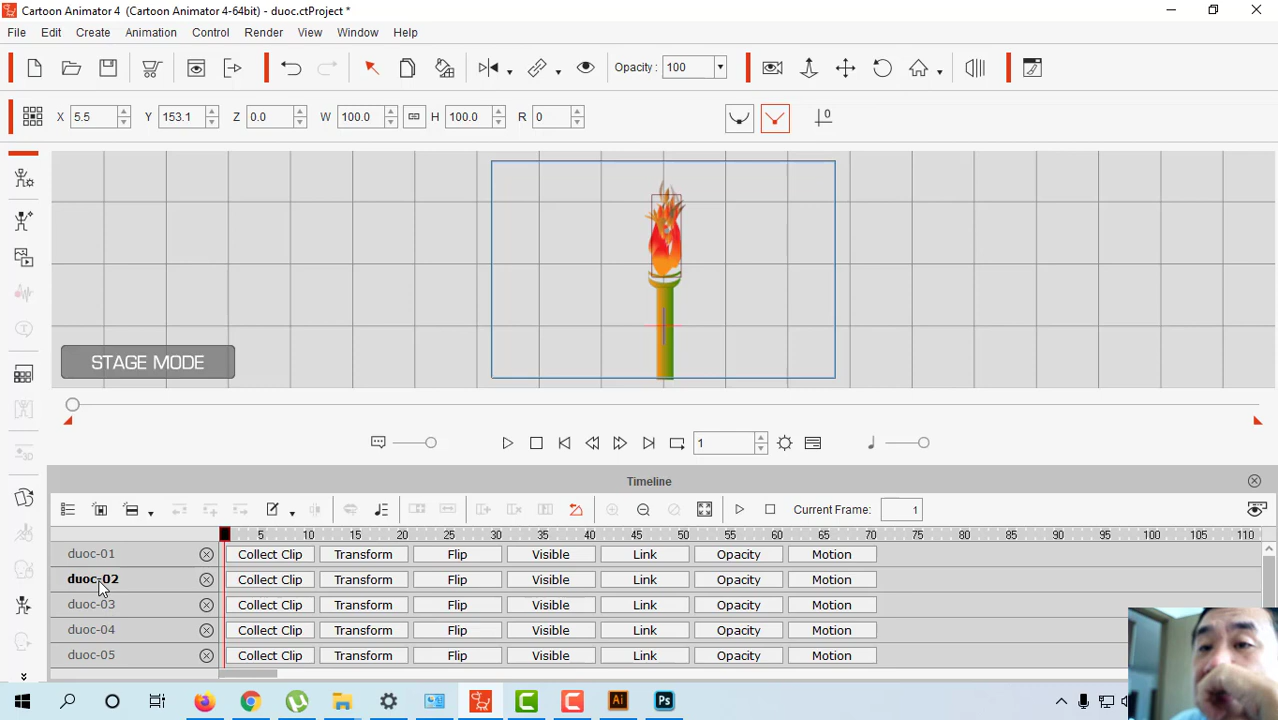 Cartoon Animator 4  (Cartoon Animator 4-64bit) - duoc.ctProject *
File Edit Create Animation Control Render View Window Help
Opacity : 100
X 5.5 Y 153.1 Z 0.0 W 100.0 H 100.0 R 0
STAGE MODE
1
Timeline
Current Frame: 1
5 10 15 20 25 30 35 40 45 50 55 60 65 70 75 80 85 90 95 100 105 110
duoc-01 Collect Clip Transform Flip Visible Link Opacity Motion
duoc-02 Collect Clip Transform Flip Visible Link Opacity Motion
duoc-03 Collect Clip Transform Flip Visible Link Opacity Motion
duoc-04 Collect Clip Transform Flip Visible Link Opacity Motion
duoc-05 Collect Clip Transform Flip Visible Link Opacity Motion